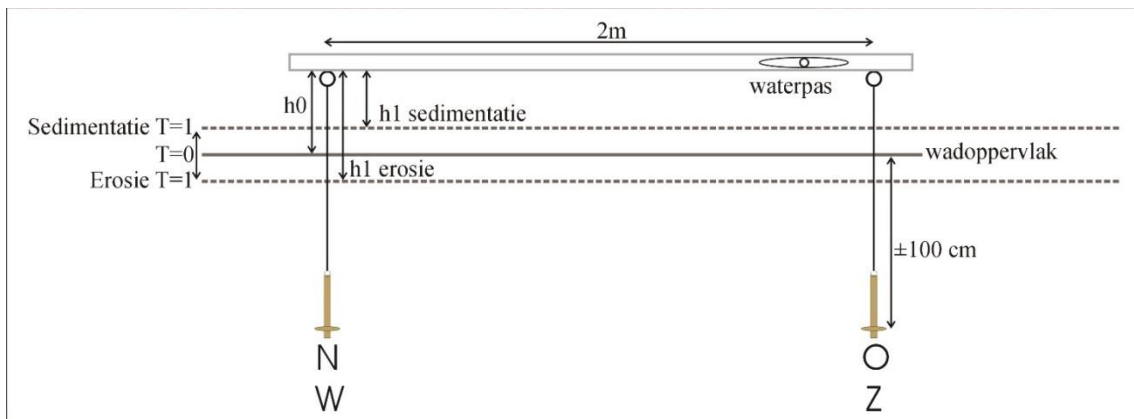 2m
waterpas
h0
h1 sedimentatie
Sedimentatie T=1
T=0
wadoppervlak
h1 erosie
Erosie T=1
±100 cm
N
O
W
Z